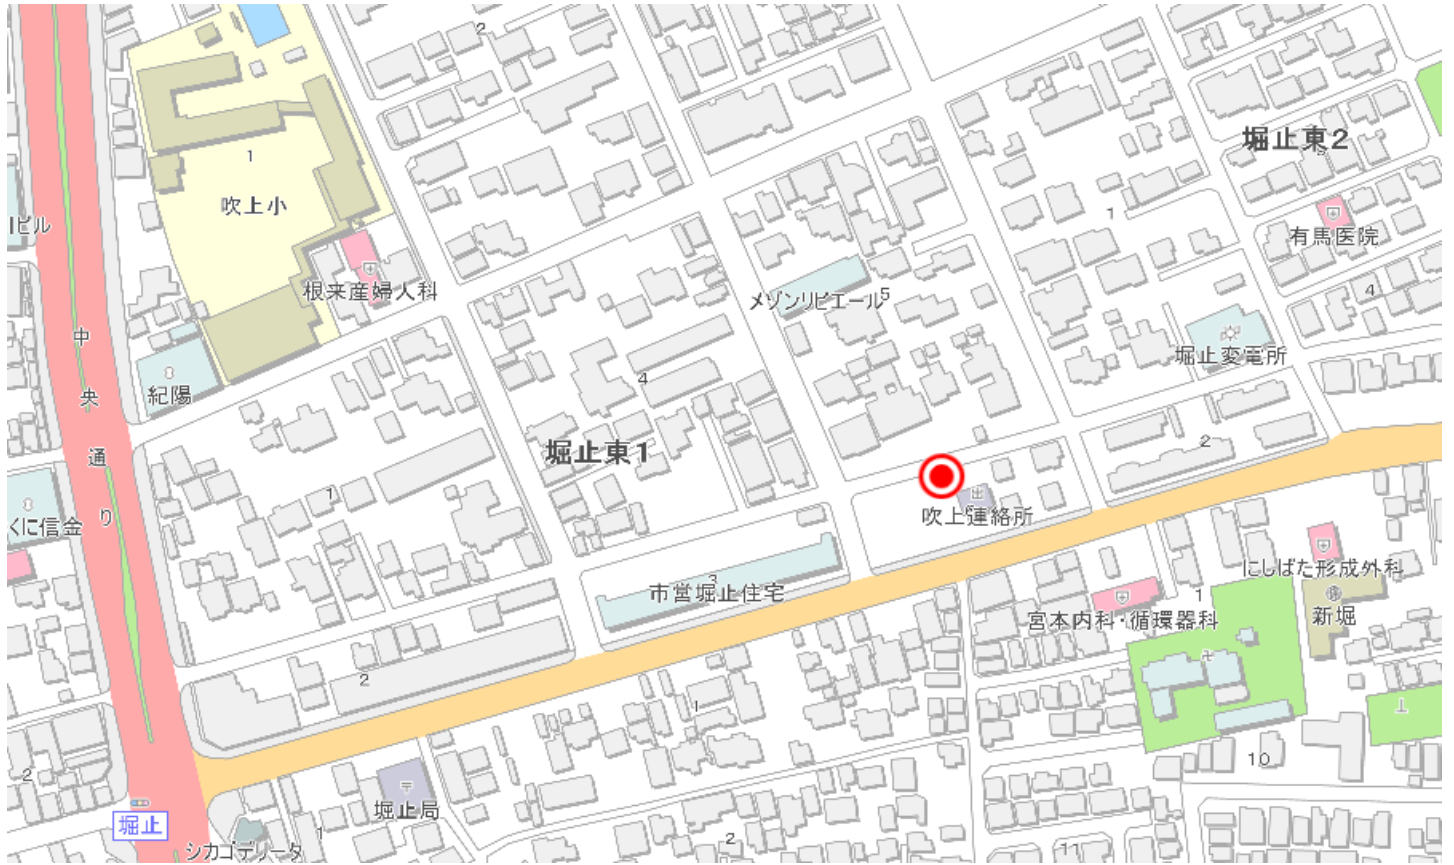 2
堀止東2
1
吹上小
1
lビル
有馬医院
根来産婦人科
メゾンリビエール
5
4
中
央
通
り
堀止変電所
紀陽
4
堀止東1
2
1
くに信金
吹上連絡所
にしばた形成外科
市営堀止住宅
3
宮本内科・循環器科
1
新堀
2
1
10
2
堀止局
堀止
1
シカゴデリータ
2
11